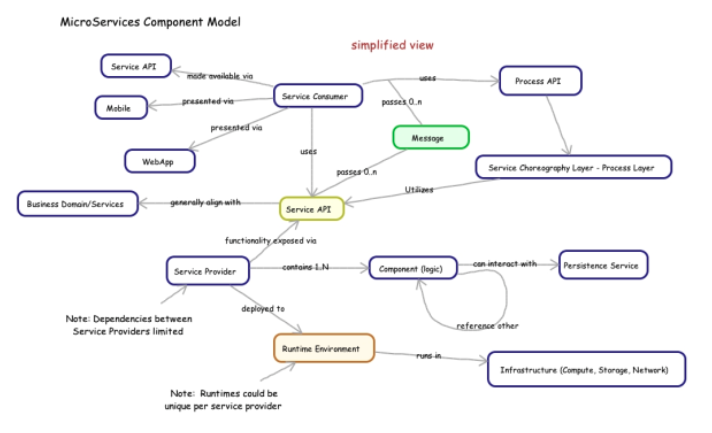 MicroServices Component Model
simplified view
Service API
made available via
Service Consumer
uses
Process API
Mobile
presented via
passes 0..n
presented via
Message
WebApp
uses
Service Choreography Layer - Process Layer
passes 0..n
Utilizes
Business Domain/Services
generally align with
Service API
functionality exposed via
Service Provider
contains 1..N
Component (logic)
can interact with
Persistence Service
deployed to
Note: Dependencies between
Service Providers limited
reference other
Runtime Environment
runs in
Infrastructure (Compute, Storage, Network)
Note: Runtimes could be
unique per service provider